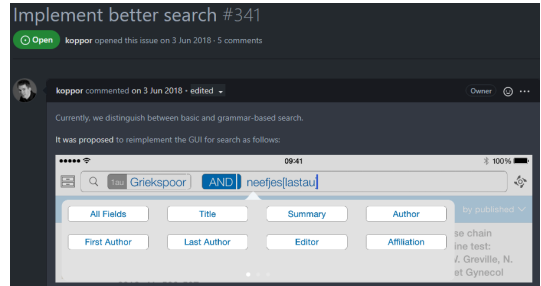 Implement better search #341
Open koppor opened this issue on 3 Jun 2018 · 5 comments
koppor commented on 3 Jun 2018 • edited Owner
Currently, we distinguish between basic and grammar-based search.
It was proposed to reimplement the GUI for search as follows:
09:41 100%
Tau Griekspoor AND neefjes[lastau
by published
All Fields Title Summary Author
se chain
First Author Last Author Editor Affiliation
ine test:
/. Greville, N.
et Gynecol